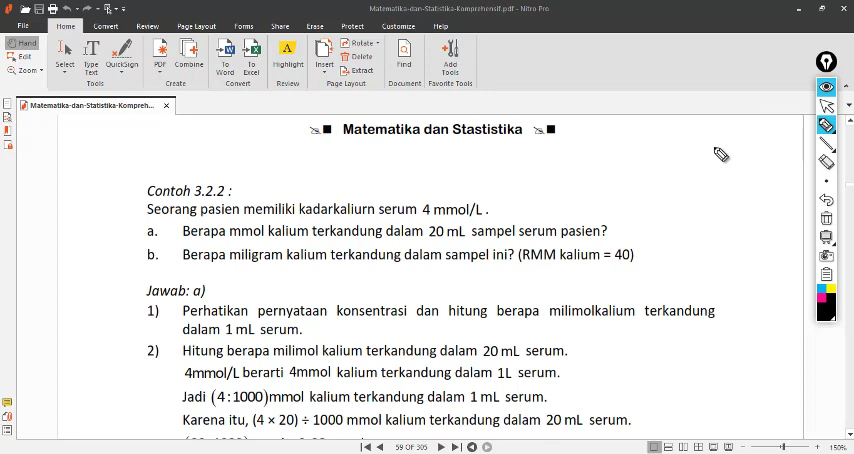 Matematika-dan-Statistika-Komprehensif.pdf - Nitro Pro
File Home Convert Review Page Layout Forms Share Erase Protect Customize Help
Hand
Edit
Zoom
Select
Type Text
QuickSign
Tools
PDF
Combine
Create
To Word
To Excel
Convert
Highlight
Review
Insert
Rotate
Delete
Extract
Page Layout
Find
Document
Add Tools
Favorite Tools
Matematika-dan-Statistika-Kompreh...
Matematika dan Stastistika
Contoh 3.2.2 :
Seorang pasien memiliki kadarkaliurn serum 4 mmol/L .
a. Berapa mmol kalium terkandung dalam 20 mL sampel serum pasien?
b. Berapa miligram kalium terkandung dalam sampel ini? (RMM kalium = 40)
Jawab: a)
1) Perhatikan pernyataan konsentrasi dan hitung berapa milimolkalium terkandung
dalam 1 mL serum.
2) Hitung berapa milimol kalium terkandung dalam 20 mL serum.
4mmol/L berarti 4mmol kalium terkandung dalam 1L serum.
Jadi (4:1000)mmol kalium terkandung dalam 1 mL serum.
Karena itu, (4 × 20) ÷ 1000 mmol kalium terkandung dalam 20 mL serum.
59 OF 305
150%